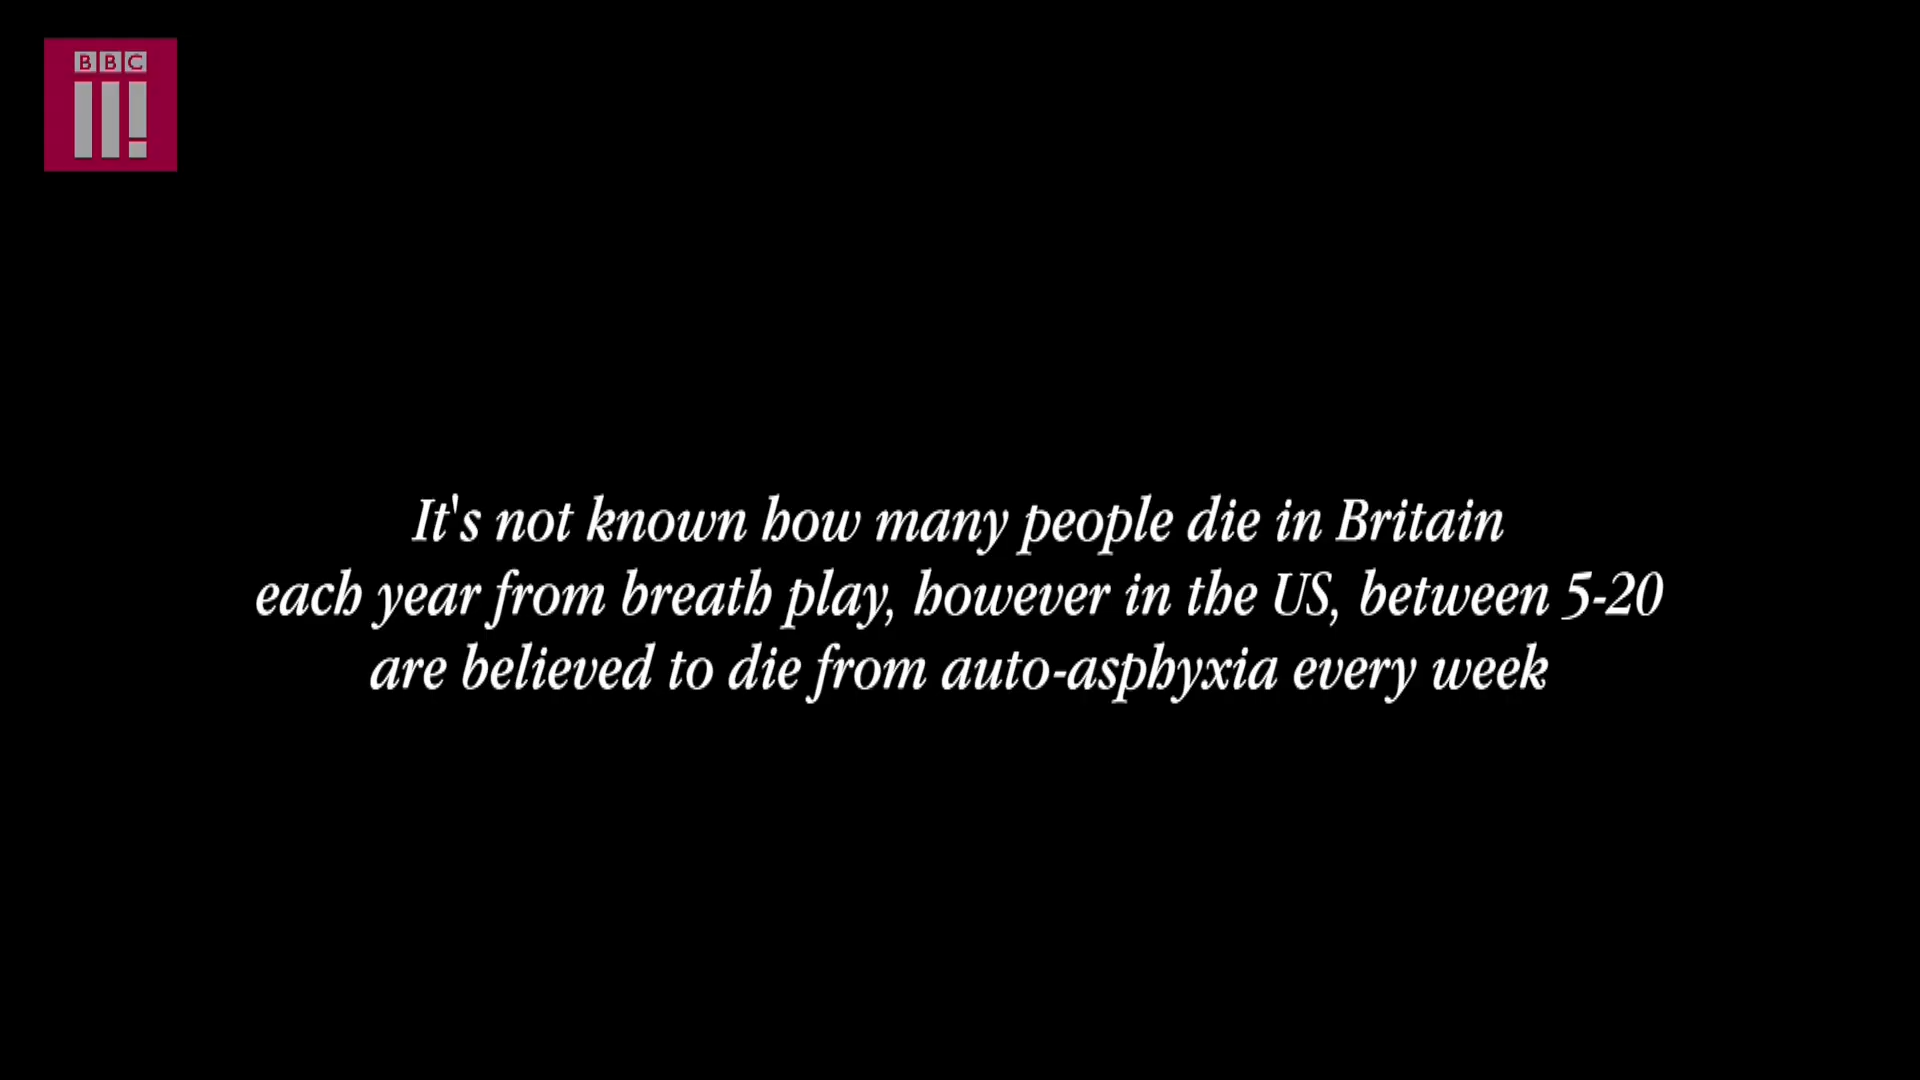 BBC
It's not known how many people die in Britain
each year from breath play, however in the US, between 5-20
are believed to die from auto-asphyxia every week